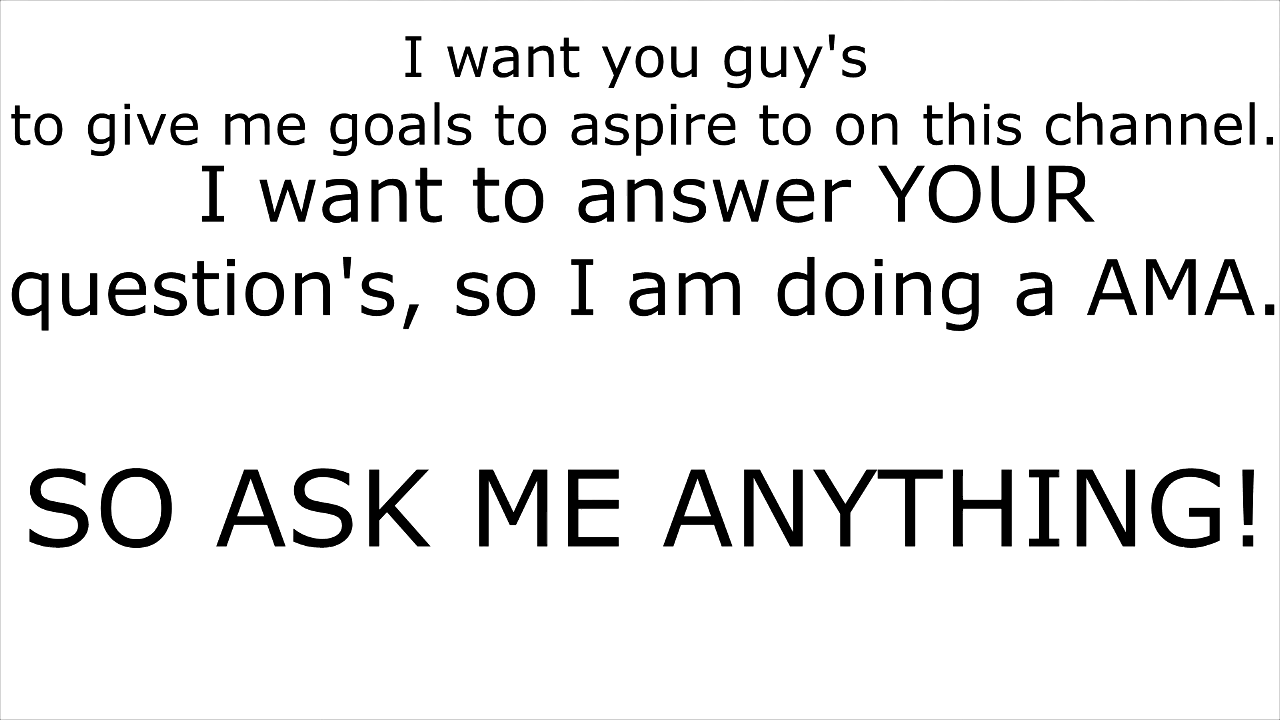 I want you guy's
to give me goals to aspire to on this channel.
I want to answer YOUR
question's, so I am doing a AMA.
SO ASK ME ANYTHING!